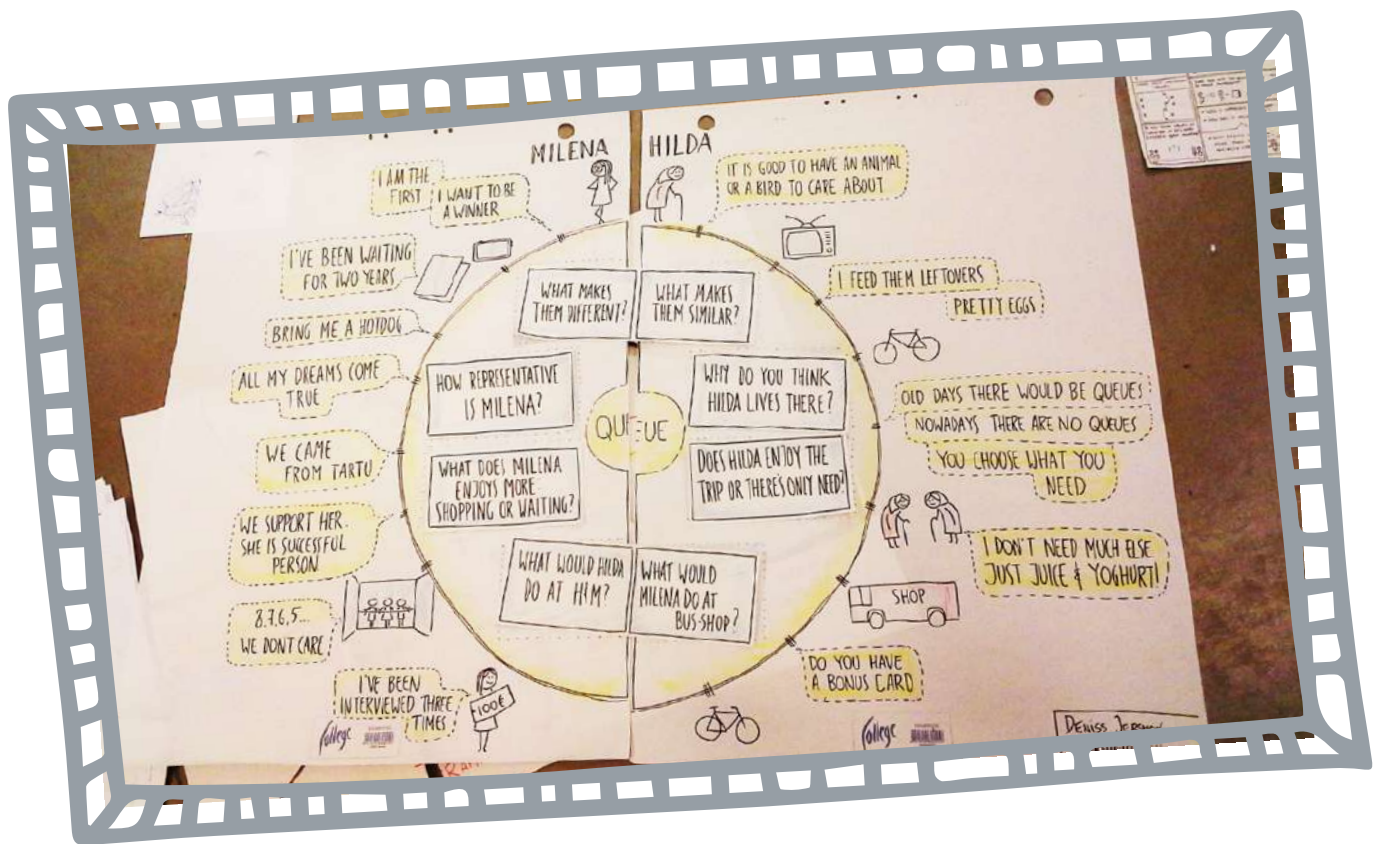 MILENA
HILDA
I AM THE
FIRST
I WANT TO BE
A WINNER
I'VE BEEN WAITING
FOR TWO YEARS
BRING ME A HOTDOG
ALL MY DREAMS COME
TRUE
WE CAME
FROM TARTU
WE SUPPORT HER.
SHE IS SUCCESSFUL
PERSON
8.7.6.5...
WE DONT CARE
I'VE BEEN
INTERVIEWED THREE
TIMES
100€
WHAT MAKES
THEM DIFFERENT?
WHAT MAKES
THEM SIMILAR?
HOW REPRESENTATIVE
IS MILENA?
WHY DO YOU THINK
HILDA LIVES THERE?
QUEUE
WHAT DOES MILENA
ENJOYS MORE
SHOPPING OR WAITING?
DOES HILDA ENJOY THE
TRIP OR THERE'S ONLY NEED?
WHAT WOULD HILDA
DO AT H&M?
WHAT WOULD
MILENA DO AT
BUS-SHOP?
IT IS GOOD TO HAVE AN ANIMAL
OR A BIRD TO CARE ABOUT
I FEED THEM LEFTOVERS
PRETTY EGGS
OLD DAYS THERE WOULD BE QUEUES
NOWADAYS THERE ARE NO QUEUES
YOU CHOOSE WHAT YOU
NEED
I DON'T NEED MUCH ELSE
JUST JUICE & YOGHURT!
SHOP
DO YOU HAVE
A BONUS CARD
College
College
DENISS